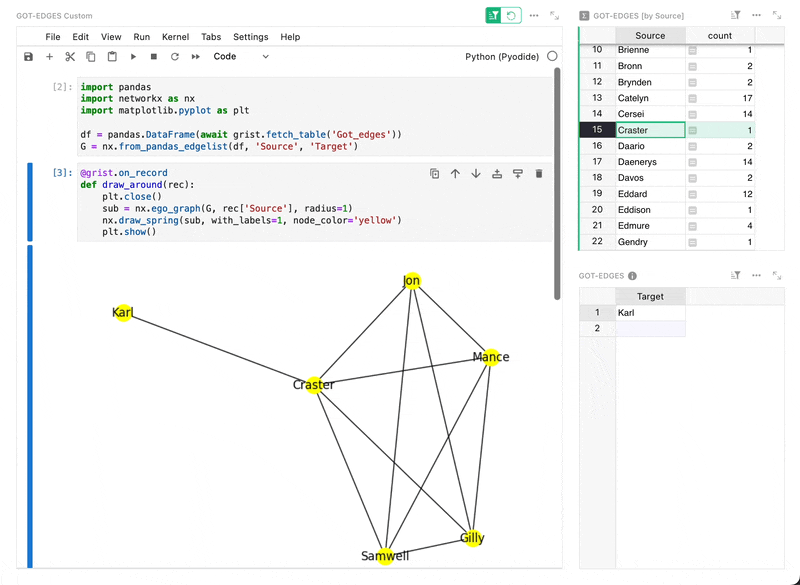 GOT-EDGES Custom
File Edit View Run Kernel Tabs Settings Help
Code
Python (Pyodide)
[2]:
import pandas
import networkx as nx
import matplotlib.pyplot as plt
df = pandas.DataFrame(await grist.fetch_table('Got_edges'))
G = nx.from_pandas_edgelist(df, 'Source', 'Target')
[3]:
@grist.on_record
def draw_around(rec):
    plt.close()
    sub = nx.ego_graph(G, rec['Source'], radius=1)
    nx.draw_spring(sub, with_labels=1, node_color='yellow')
    plt.show()
Jon
Karl
Mance
Craster
Gilly
Samwell
GOT-EDGES [by Source]
Source count
10 Brienne 1
11 Bronn 2
12 Brynden 2
13 Catelyn 17
14 Cersei 14
15 Craster 1
16 Daario 2
17 Daenerys 14
18 Davos 2
19 Eddard 12
20 Eddison 1
21 Edmure 4
22 Gendry 1
GOT-EDGES
Target
1 Karl
2